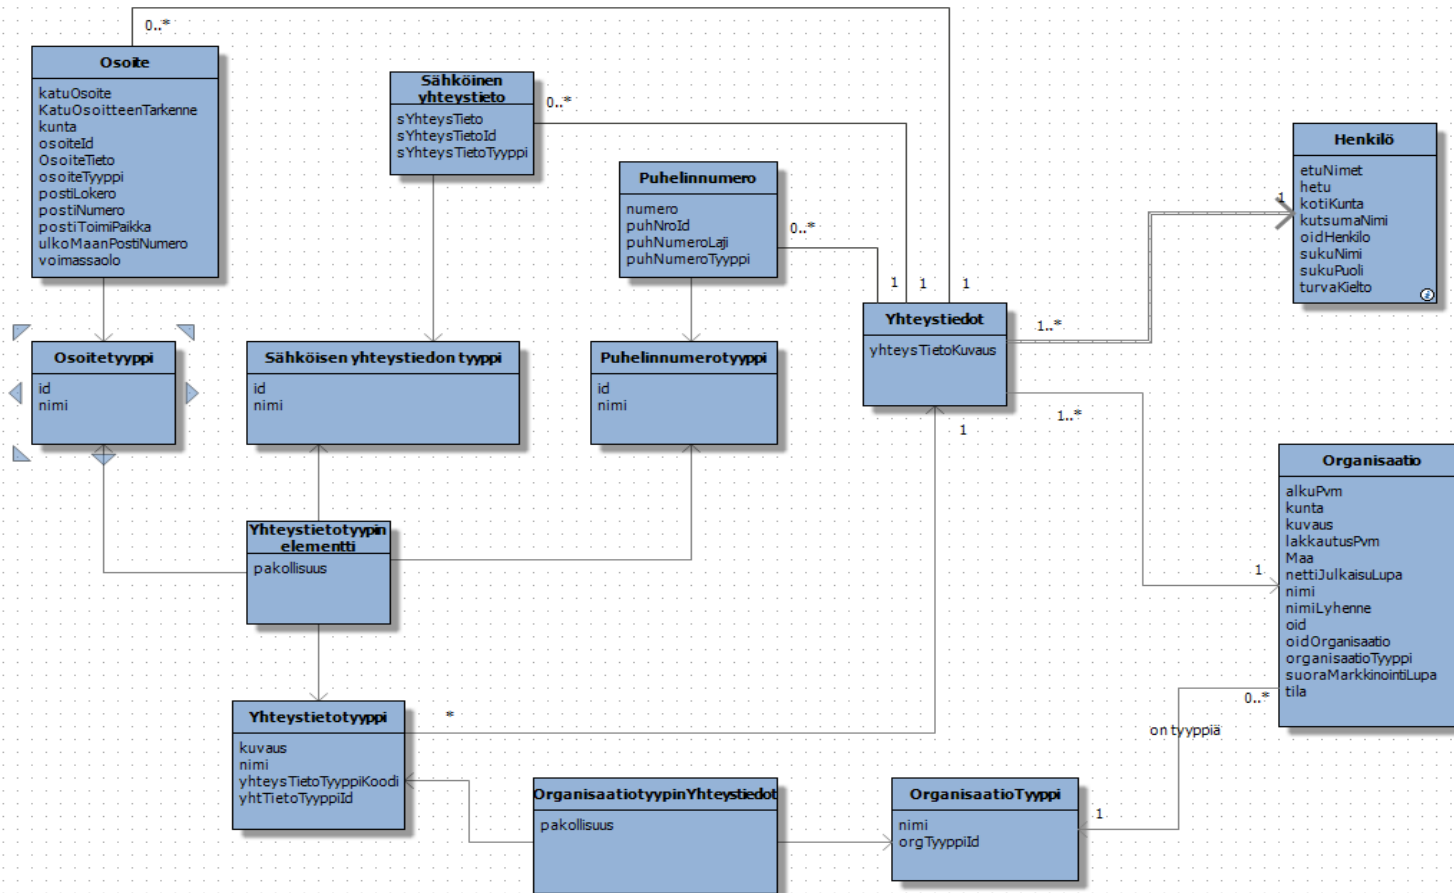 0..*
Osoite
katuOsoite
KatuOsoitteenTarkenne
kunta
osoiteId
OsoiteTieto
osoiteTyyppi
postiLokero
postiNumero
postiToimiPaikka
ulkoMaanPostiNumero
voimassaolo
Sähköinen
yhteystieto
sYhteysTieto
sYhteysTietoId
sYhteysTietoTyyppi
0..*
Puhelinnumero
numero
puhNroId
puhNumeroLaji
puhNumeroTyyppi
0..*
1
1
1
Henkilö
etuNimet
hetu
kotiKunta
kutsumaNimi
oidHenkilo
sukuNimi
sukuPuoli
turvaKielto
1
Yhteystiedot
yhteysTietoKuvaus
1..*
1..*
1
Osoitetyyppi
id
nimi
Sähköisen yhteystiedon tyyppi
id
nimi
Puhelinnumerotyyppi
id
nimi
Organisaatio
alkuPvm
kunta
kuvaus
lakkautusPvm
Maa
nettiJulkaisuLupa
nimi
nimiLyhenne
oid
oidOrganisaatio
organisaatioTyyppi
suoraMarkkinointiLupa
tila
1
0..*
on tyyppiä
1
Yhteystietotyypin
elementti
pakollisuus
Yhteystietotyyppi
kuvaus
nimi
yhteysTietoTyyppiKoodi
yhtTietoTyyppiId
*
OrganisaatiotyypinYhteystiedot
pakollisuus
OrganisaatioTyyppi
nimi
orgTyyppiId